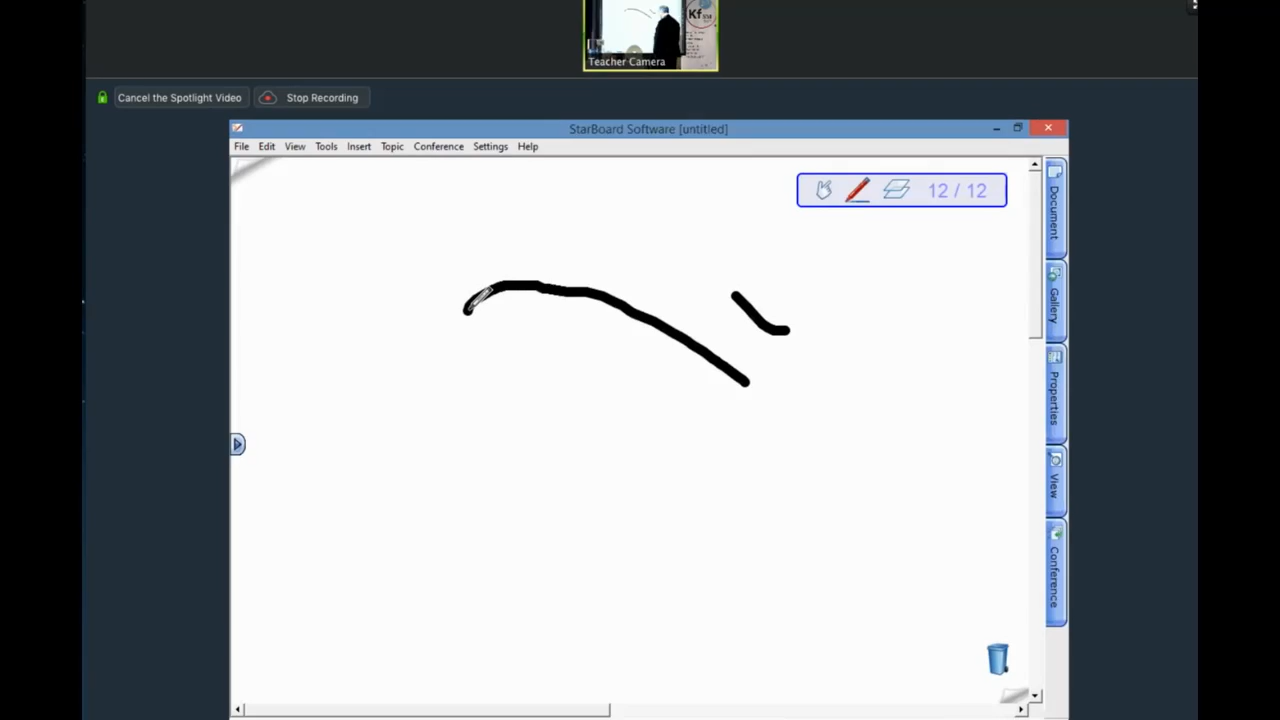 Kf
Teacher Camera
Cancel the Spotlight Video
Stop Recording
StarBoard Software [untitled]
File Edit View Tools Insert Topic Conference Settings Help
12 / 12
Document
Gallery
Properties
View
Conference